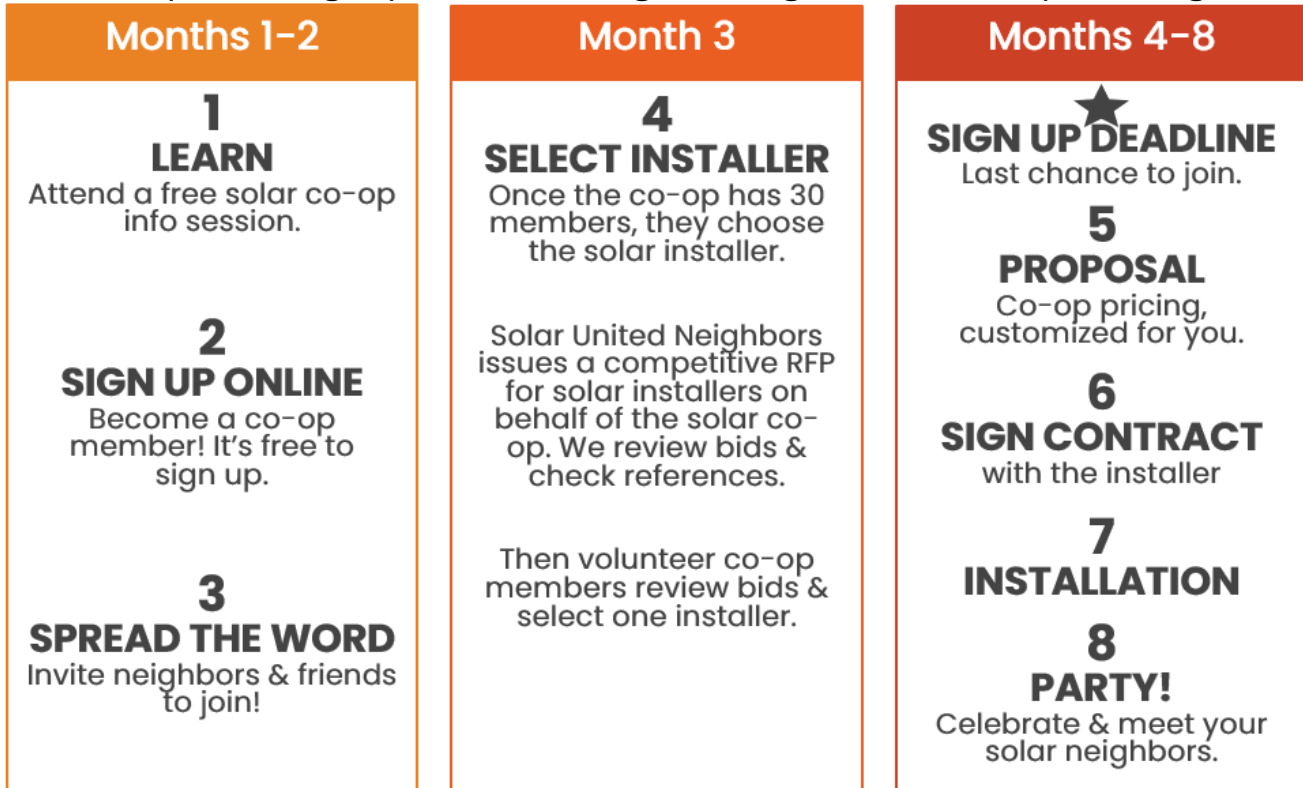 Months 1-2
1
LEARN
Attend a free solar co-op
info session.
2
SIGN UP ONLINE
Become a co-op
member! It's free to
sign up.
3
SPREAD THE WORD
Invite neighbors & friends
to join!
Month 3
4
SELECT INSTALLER
Once the co-op has 30
members, they choose
the solar installer.
Solar United Neighbors
issues a competitive RFP
for solar installers on
behalf of the solar co-
op. We review bids &
check references.
Then volunteer co-op
members review bids &
select one installer.
Months 4-8
SIGN UP DEADLINE
Last chance to join.
5
PROPOSAL
Co-op pricing,
customized for you.
6
SIGN CONTRACT
with the installer
7
INSTALLATION
8
PARTY!
Celebrate & meet your
solar neighbors.